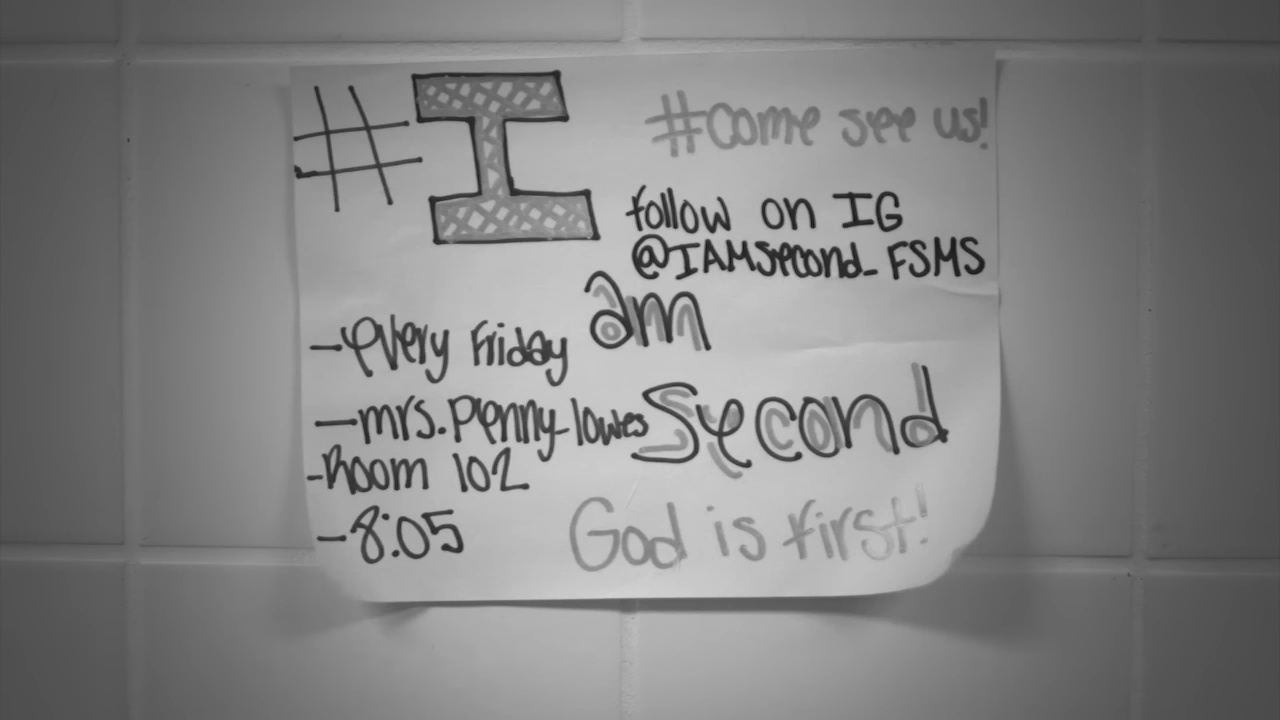 #I
#come see us!
follow on IG
@IAMSecond_FSMS
am
-every Friday
-mrs.Penny-lowes
second
-Room 102
-8:05
God is first!